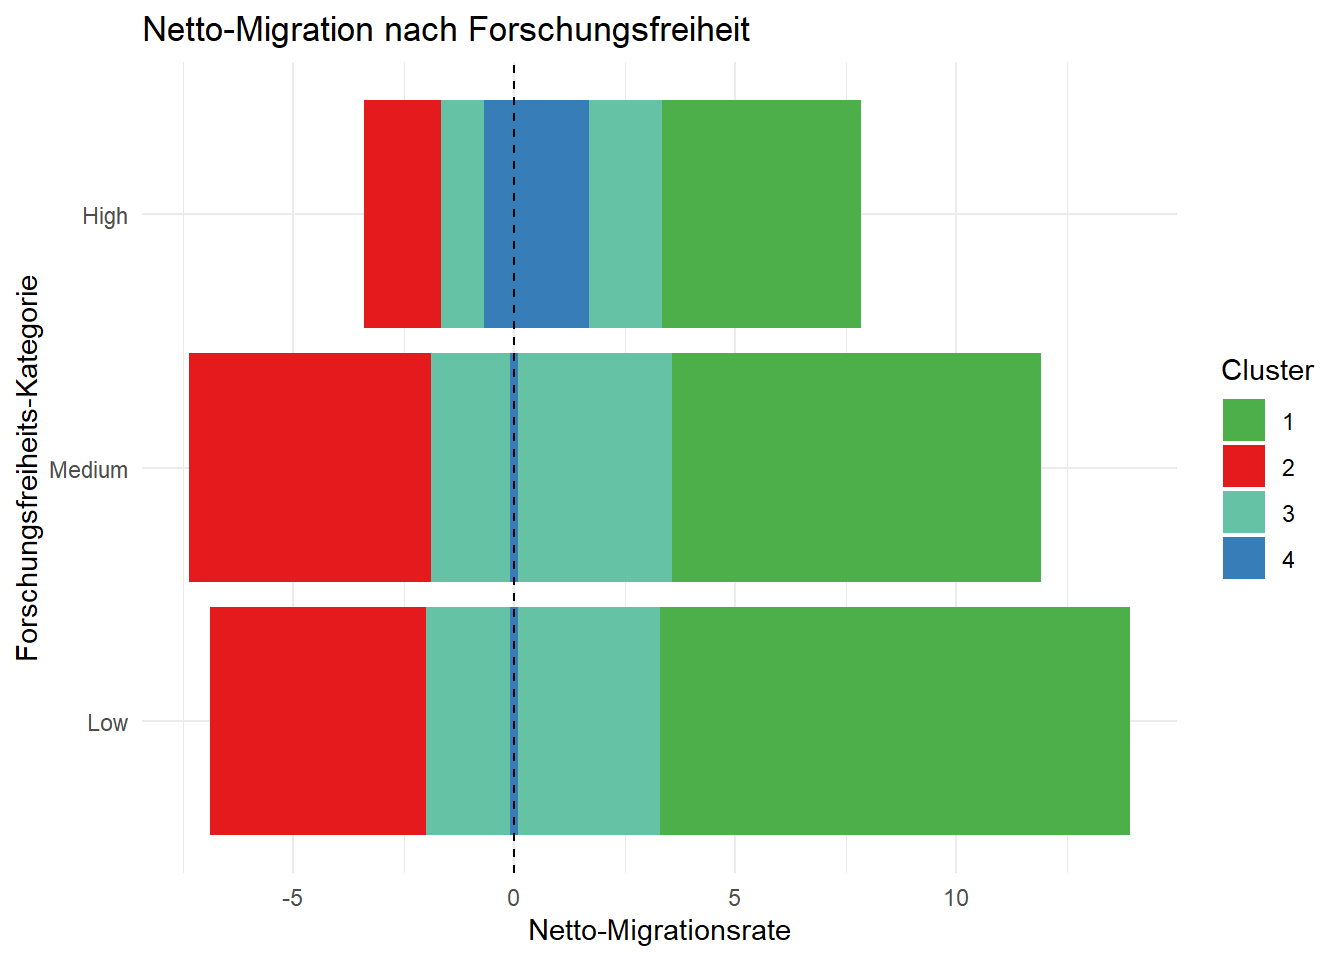 Netto-Migration nach Forschungsfreiheit
Forschungsfreiheits-Kategorie
High
Medium
Low
-5
0
5
10
Netto-Migrationsrate
Cluster
1
2
3
4